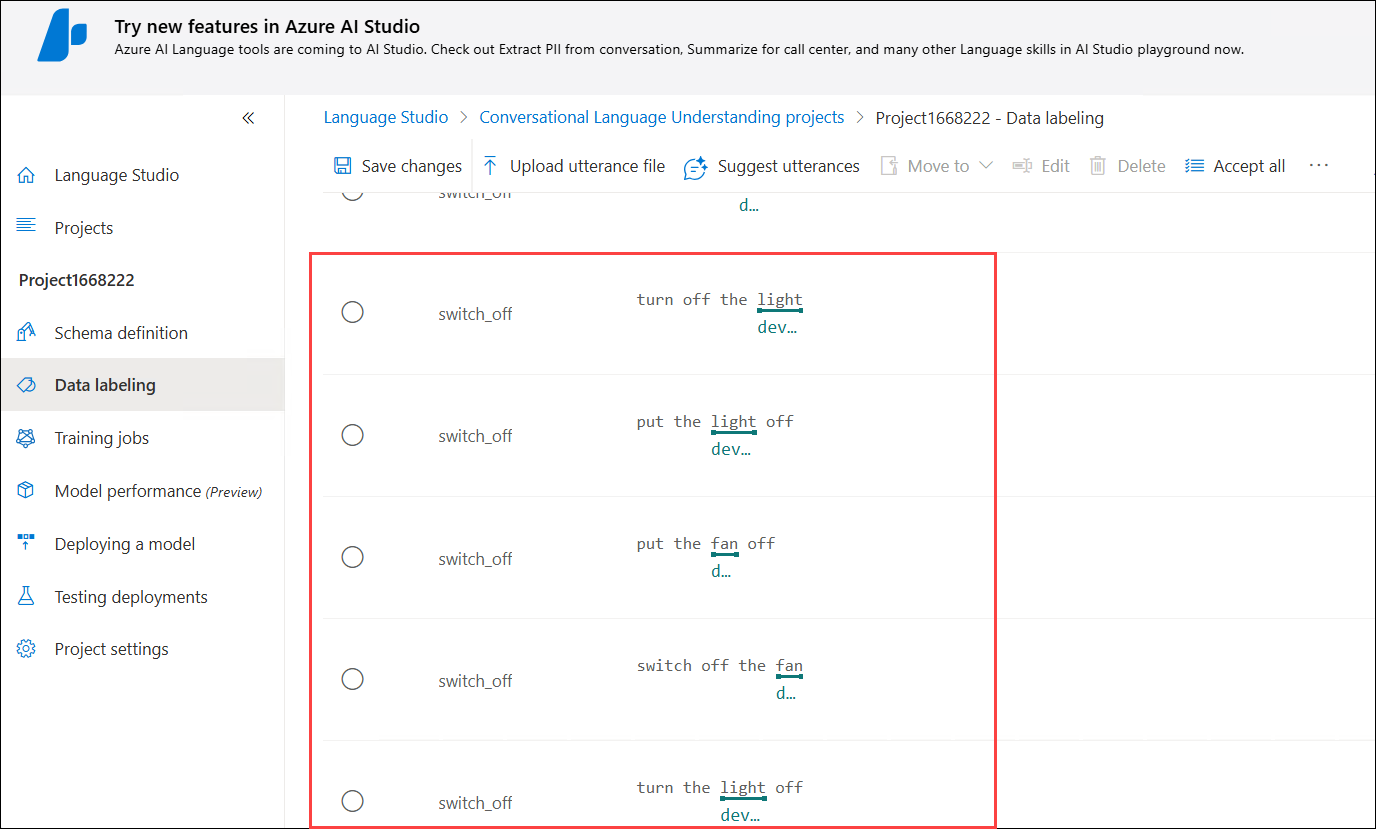 Try new features in Azure AI Studio
Azure AI Language tools are coming to AI Studio. Check out Extract PII from conversation, Summarize for call center, and many other Language skills in AI Studio playground now.
Language Studio > Conversational Language Understanding projects > Project1668222 - Data labeling
Save changes Upload utterance file Suggest utterances Move to Edit Delete Accept all ...
Language Studio
Projects
Project1668222
Schema definition
Data labeling
Training jobs
Model performance (Preview)
Deploying a model
Testing deployments
Project settings
switch_off
d...
switch_off turn off the light
dev...
switch_off put the light off
dev...
switch_off put the fan off
d...
switch_off switch off the fan
d...
switch_off turn the light off
dev...